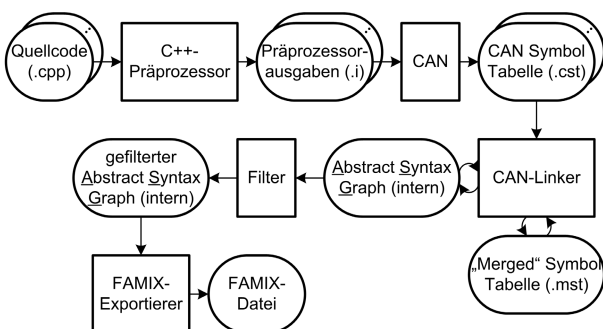 Quellcode
(.cpp)
C++-
Präprozessor
Präprozessor-
ausgaben (.i)
CAN
CAN Symbol
Tabelle (.cst)
gefilterter
Abstract Syntax
Graph (intern)
Filter
Abstract Syntax
Graph (intern)
CAN-Linker
„Merged“ Symbol
Tabelle (.mst)
FAMIX-
Exportierer
FAMIX-
Datei